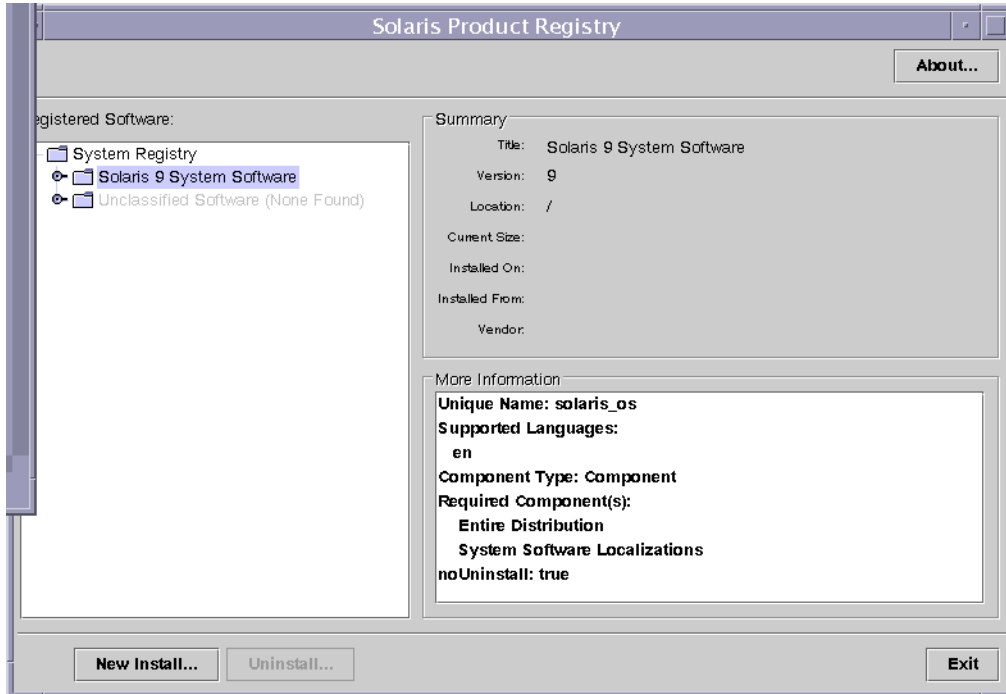 Solaris Product Registry
About...
egistered Software:
System Registry
Solaris 9 System Software
Unclassified Software (None Found)
Summary
Title: Solaris 9 System Software
Version: 9
Location: /
Current Size:
Installed On:
Installed From:
Vendor:
More Information
Unique Name: solaris_os
Supported Languages:
en
Component Type: Component
Required Component(s):
Entire Distribution
System Software Localizations
noUninstall: true
New Install...
Uninstall...
Exit